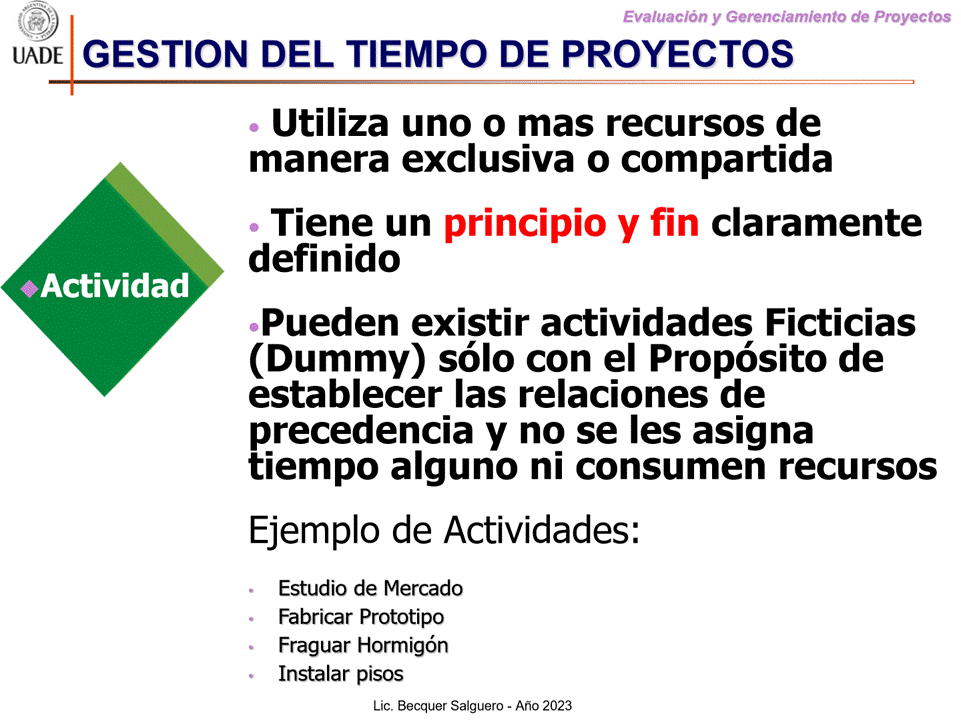 Evaluación y Gerenciamiento de Proyectos
UADE
GESTION DEL TIEMPO DE PROYECTOS
• Utiliza uno o mas recursos de
manera exclusiva o compartida
• Tiene un principio y fin claramente
definido
◆Actividad
•Pueden existir actividades Ficticias
(Dummy) sólo con el Propósito de
establecer las relaciones de
precedencia y no se les asigna
tiempo alguno ni consumen recursos
Ejemplo de Actividades:
• Estudio de Mercado
• Fabricar Prototipo
• Fraguar Hormigón
• Instalar pisos
Lic. Becquer Salguero - Año 2023